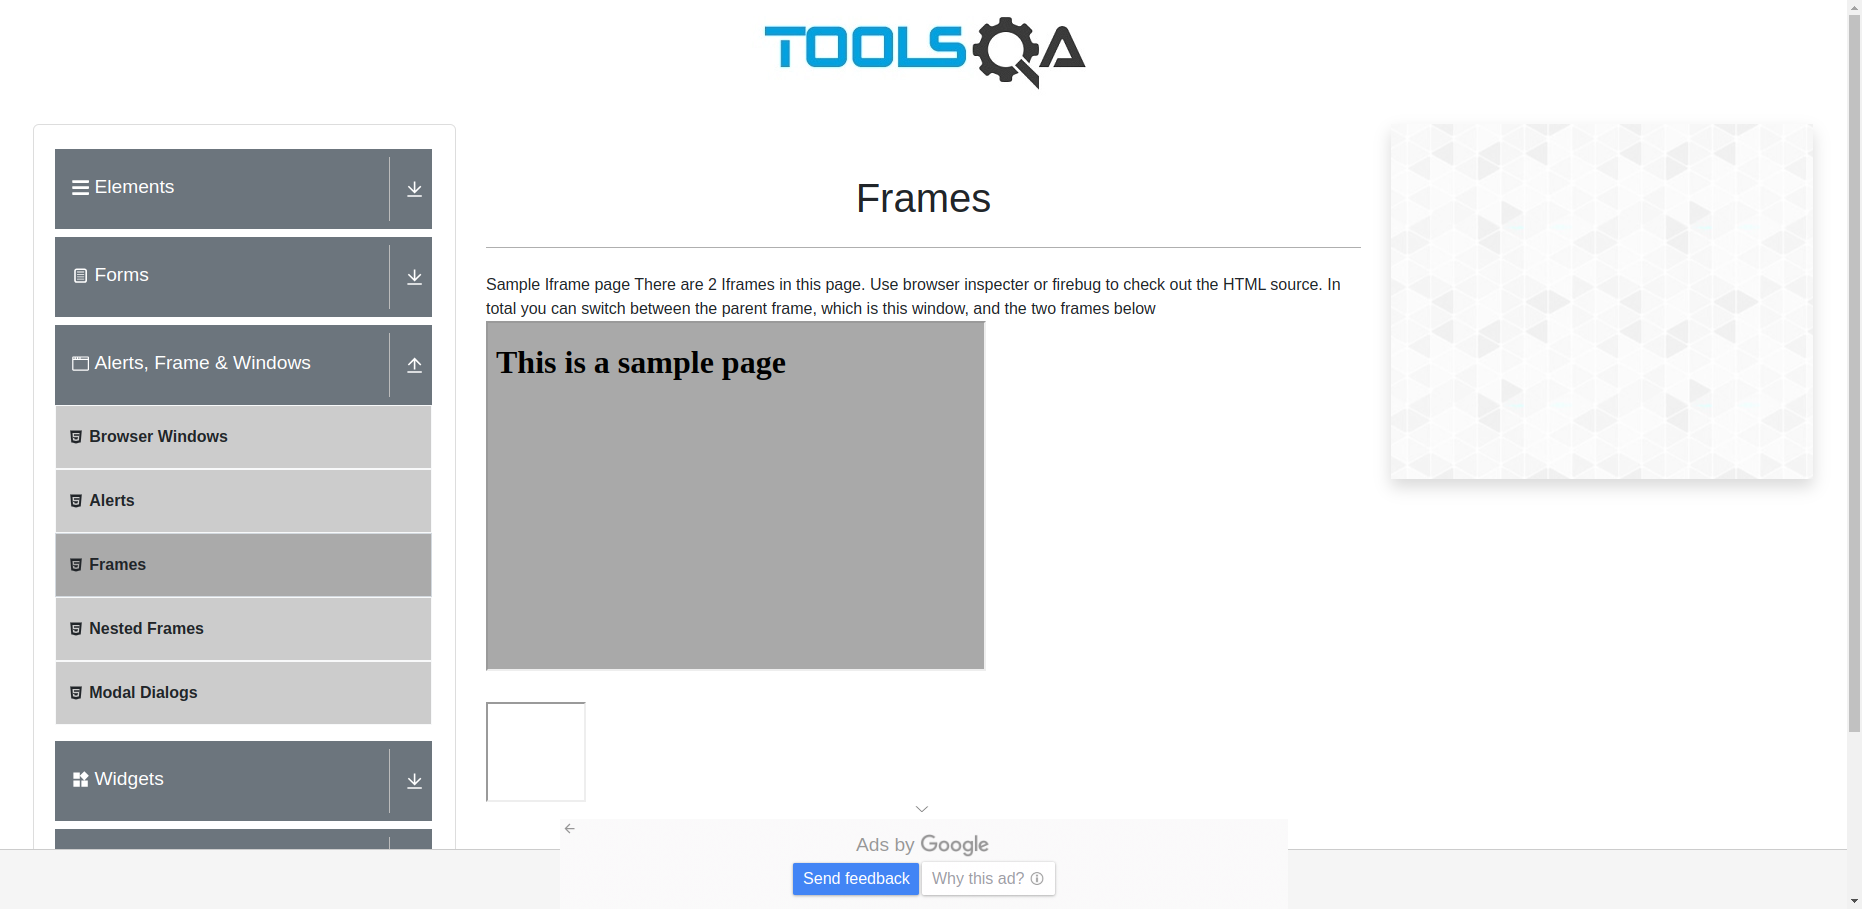 TOOLSQA
Elements
Forms
Alerts, Frame & Windows
Browser Windows
Alerts
Frames
Nested Frames
Modal Dialogs
Widgets
Frames
Sample Iframe page There are 2 Iframes in this page. Use browser inspecter or firebug to check out the HTML source. In
total you can switch between the parent frame, which is this window, and the two frames below
This is a sample page
Ads by Google
Send feedback
Why this ad?